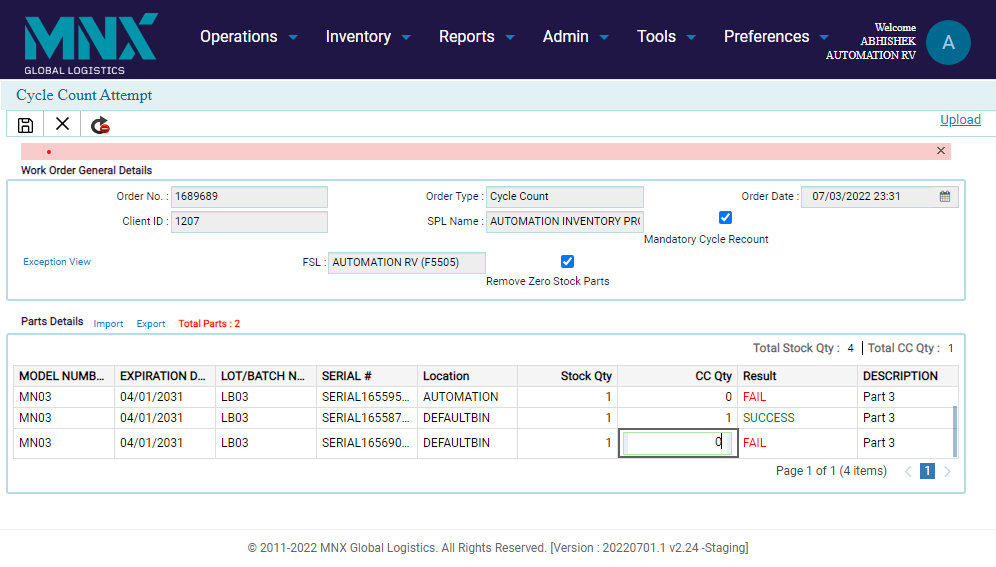 MNX
GLOBAL LOGISTICS
Operations Inventory Reports Admin Tools Preferences
Welcome
ABHISHEK
AUTOMATION RV
A
Cycle Count Attempt
Upload
Work Order General Details
Order No. : 1689689 Order Type : Cycle Count Order Date : 07/03/2022 23:31
Client ID : 1207 SPL Name : AUTOMATION INVENTORY PR
Mandatory Cycle Recount
Exception View FSL : AUTOMATION RV (F5505)
Remove Zero Stock Parts
Parts Details Import Export Total Parts : 2
Total Stock Qty : 4 Total CC Qty : 1
MODEL NUMB... EXPIRATION D... LOT/BATCH N... SERIAL # Location Stock Qty CC Qty Result DESCRIPTION
MN03 04/01/2031 LB03 SERIAL165595... AUTOMATION 1 0 FAIL Part 3
MN03 04/01/2031 LB03 SERIAL165587... DEFAULTBIN 1 1 SUCCESS Part 3
MN03 04/01/2031 LB03 SERIAL165690... DEFAULTBIN 1 0 FAIL Part 3
Page 1 of 1 (4 items) 1
© 2011-2022 MNX Global Logistics. All Rights Reserved. [Version : 20220701.1 v2.24 -Staging]